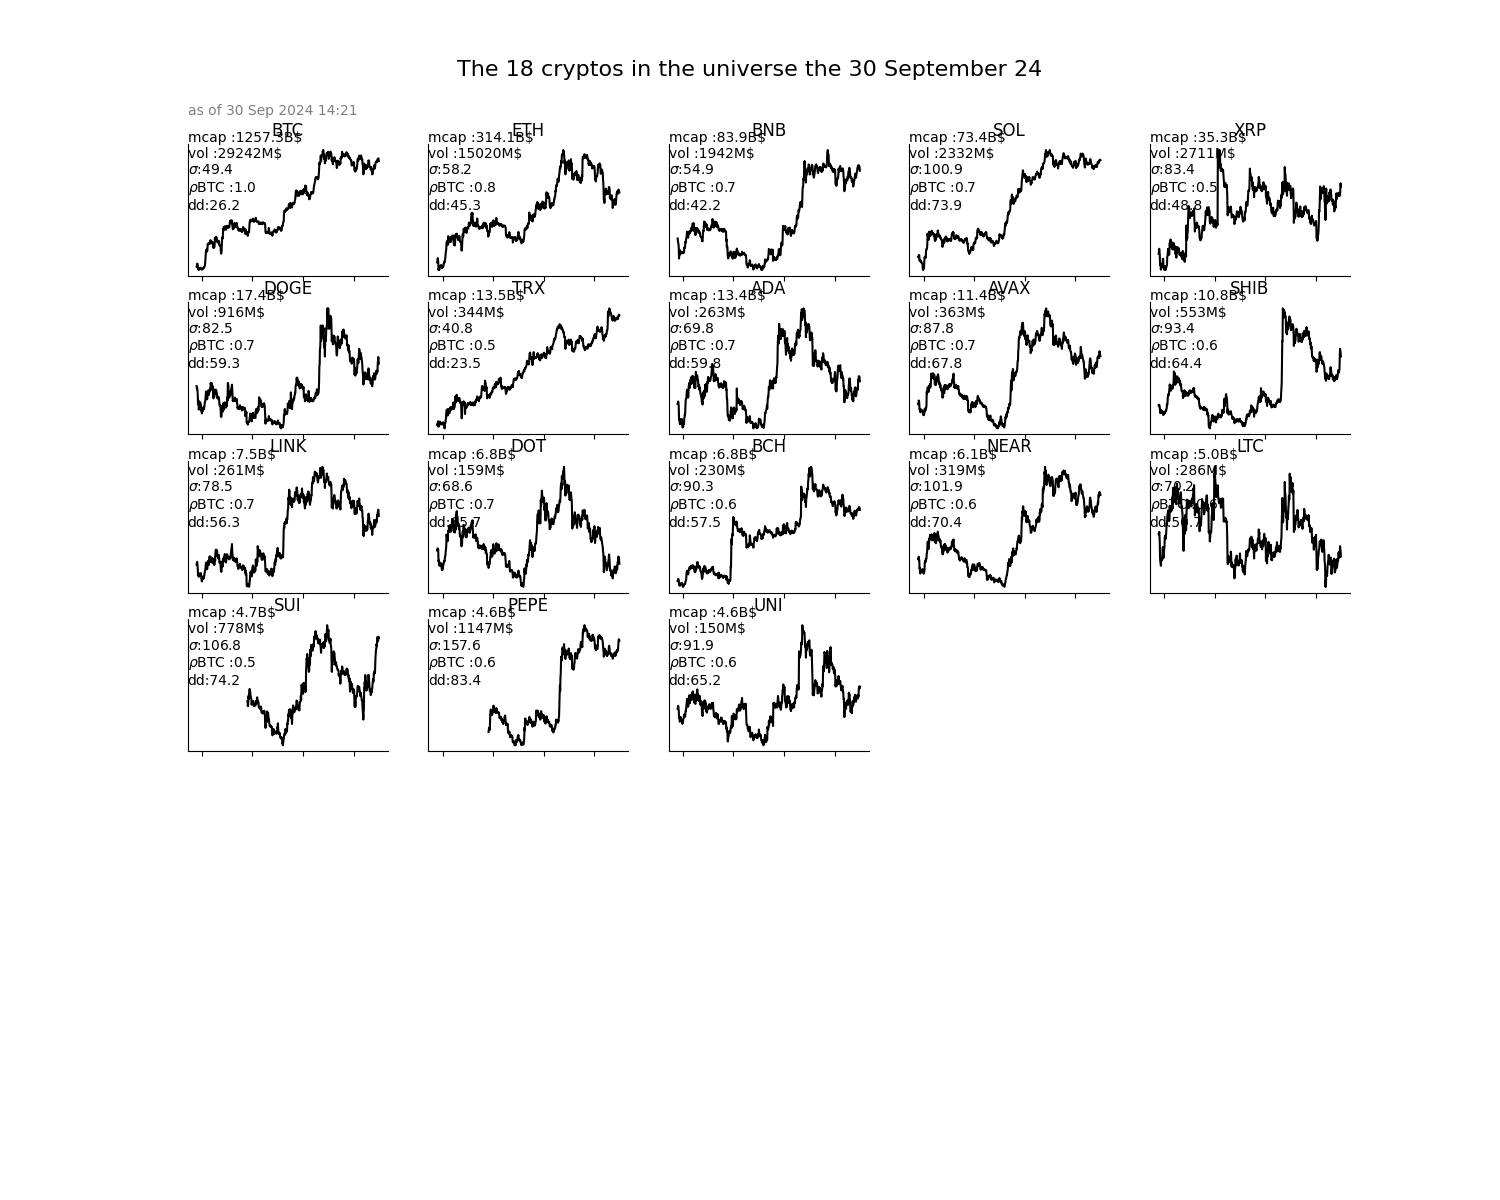 The 18 cryptos in the universe the 30 September 24
as of 30 Sep 2024 14:21
BTC
mcap :1257.3B$
vol :29242M$
σ:49.4
ρBTC :1.0
dd:26.2
ETH
mcap :314.1B$
vol :15020M$
σ:58.2
ρBTC :0.8
dd:45.3
BNB
mcap :83.9B$
vol :1942M$
σ:54.9
ρBTC :0.7
dd:42.2
SOL
mcap :73.4B$
vol :2332M$
σ:100.9
ρBTC :0.7
dd:73.9
XRP
mcap :35.3B$
vol :2711M$
σ:83.4
ρBTC :0.5
dd:48.8
DOGE
mcap :17.4B$
vol :916M$
σ:82.5
ρBTC :0.7
dd:59.3
TRX
mcap :13.5B$
vol :344M$
σ:40.8
ρBTC :0.5
dd:23.5
ADA
mcap :13.4B$
vol :263M$
σ:69.8
ρBTC :0.7
dd:59.8
AVAX
mcap :11.4B$
vol :363M$
σ:87.8
ρBTC :0.7
dd:67.8
SHIB
mcap :10.8B$
vol :553M$
σ:93.4
ρBTC :0.6
dd:64.4
LINK
mcap :7.5B$
vol :261M$
σ:78.5
ρBTC :0.7
dd:56.3
DOT
mcap :6.8B$
vol :159M$
σ:68.6
ρBTC :0.7
BCH
mcap :6.8B$
vol :230M$
σ:90.3
ρBTC :0.6
dd:57.5
NEAR
mcap :6.1B$
vol :319M$
σ:101.9
ρBTC :0.6
dd:70.4
LTC
mcap :5.0B$
vol :286M$
σ:70.2
ρBTC :0.6
SUI
mcap :4.7B$
vol :778M$
σ:106.8
ρBTC :0.5
dd:74.2
PEPE
mcap :4.6B$
vol :1147M$
σ:157.6
ρBTC :0.6
dd:83.4
UNI
mcap :4.6B$
vol :150M$
σ:91.9
ρBTC :0.6
dd:65.2